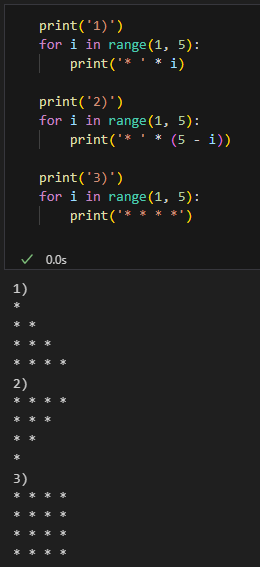 print('1)')
for i in range(1, 5):
    print('* ' * i)

print('2)')
for i in range(1, 5):
    print('* ' * (5 - i))

print('3)')
for i in range(1, 5):
    print('* * * *')
✓ 0.0s
1)
*
* *
* * *
* * * *
2)
* * * *
* * *
* *
*
3)
* * * *
* * * *
* * * *
* * * *